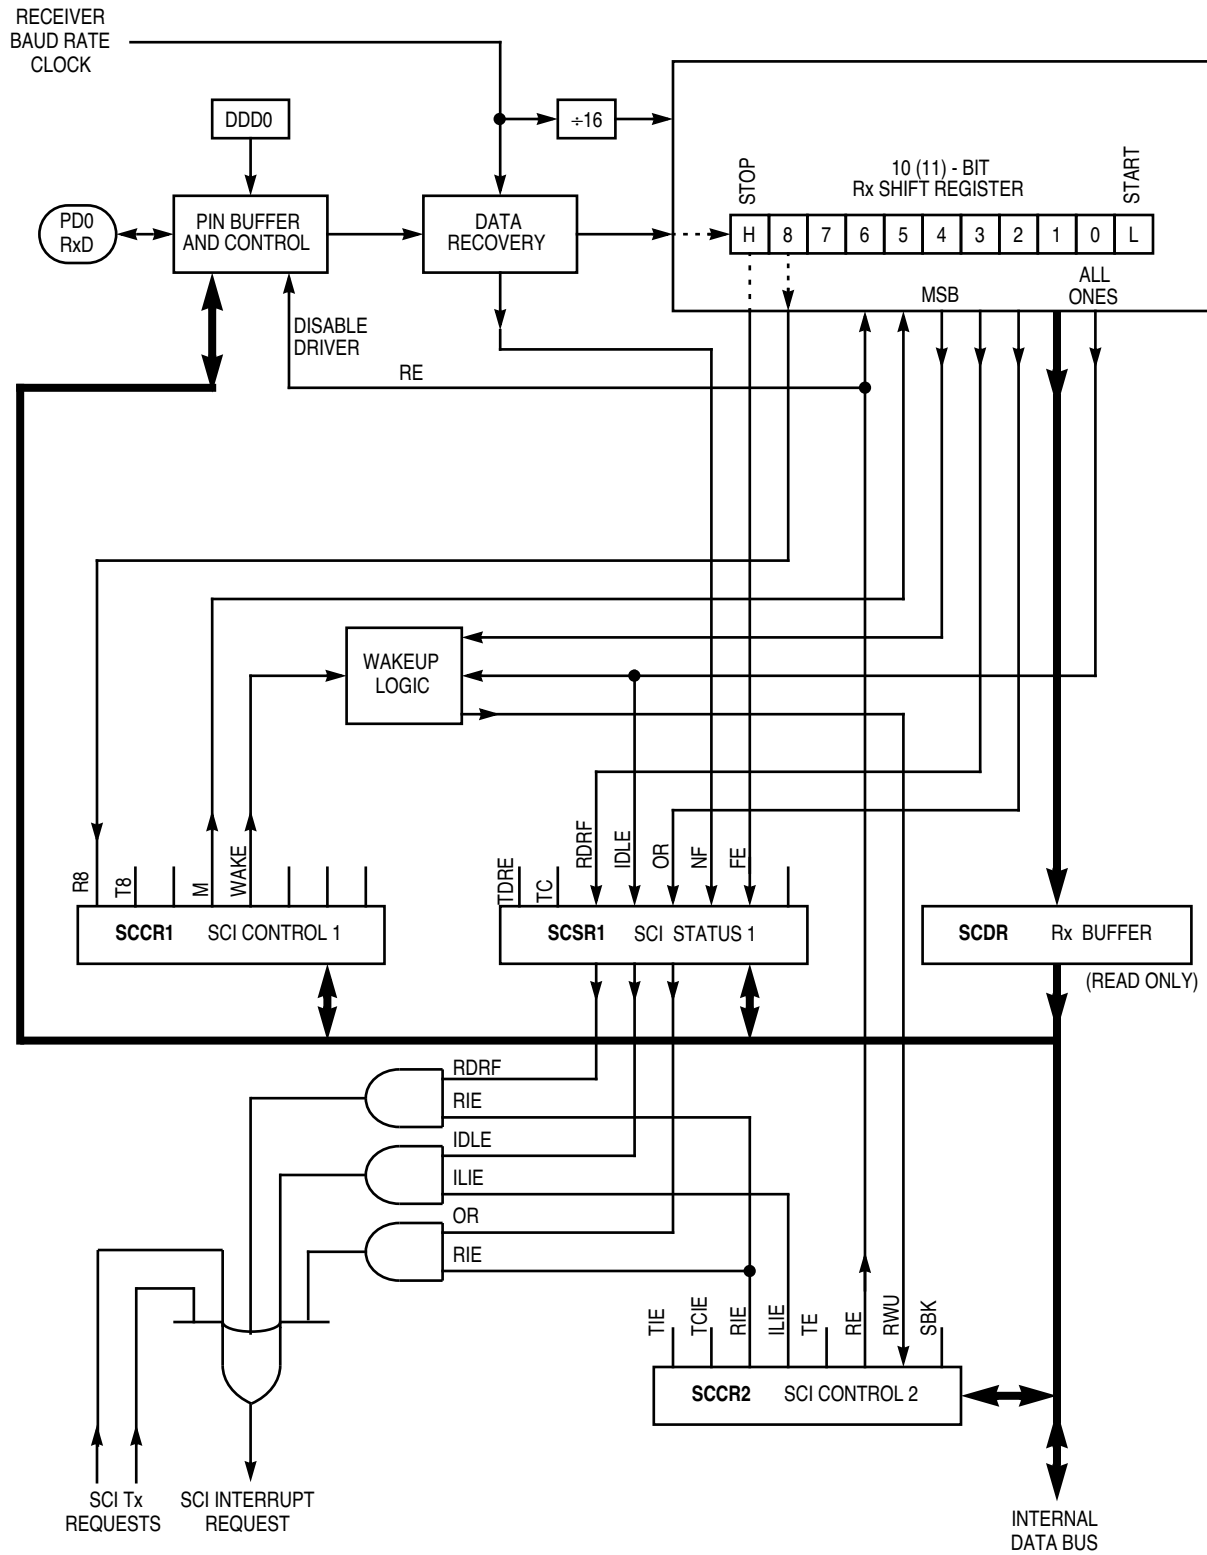 RECEIVER
BAUD RATE
CLOCK
DDD0
÷16
STOP
10 (11) - BIT
Rx SHIFT REGISTER
START
PD0
RxD
PIN BUFFER
AND CONTROL
DATA
RECOVERY
H 8 7 6 5 4 3 2 1 0 L
MSB
ALL
ONES
DISABLE
DRIVER
RE
WAKEUP
LOGIC
R8
T8
M
WAKE
TDRE
TC
RDRF
IDLE
OR
NF
FE
SCCR1 SCI CONTROL 1
SCSR1 SCI STATUS 1
SCDR Rx BUFFER
(READ ONLY)
RDRF
RIE
IDLE
ILIE
OR
RIE
TIE
TCIE
RIE
ILIE
TE
RE
RWU
SBK
SCCR2 SCI CONTROL 2
SCI Tx
REQUESTS
SCI INTERRUPT
REQUEST
INTERNAL
DATA BUS